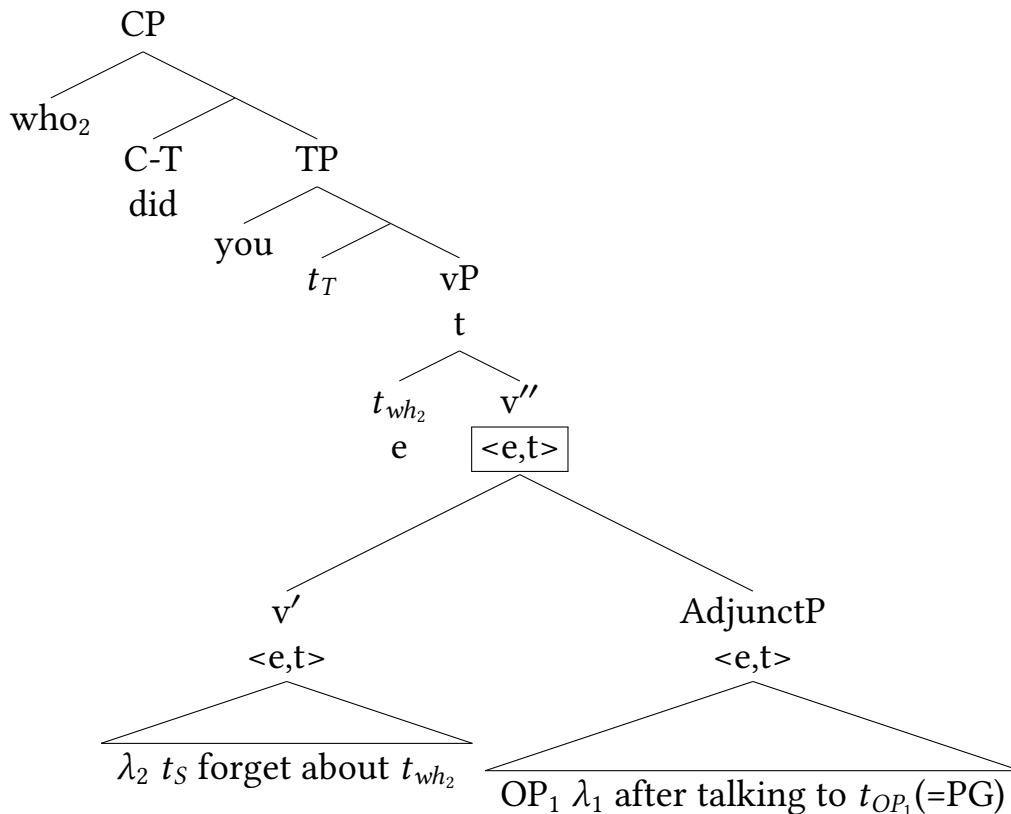 CP
who₂
C-T TP
did
you
t_T vP
t
t_wh₂ v′′
e <e,t>
v′ AdjunctP
<e,t> <e,t>
λ₂ t_S forget about t_wh₂
OP₁ λ₁ after talking to t_OP₁(=PG)